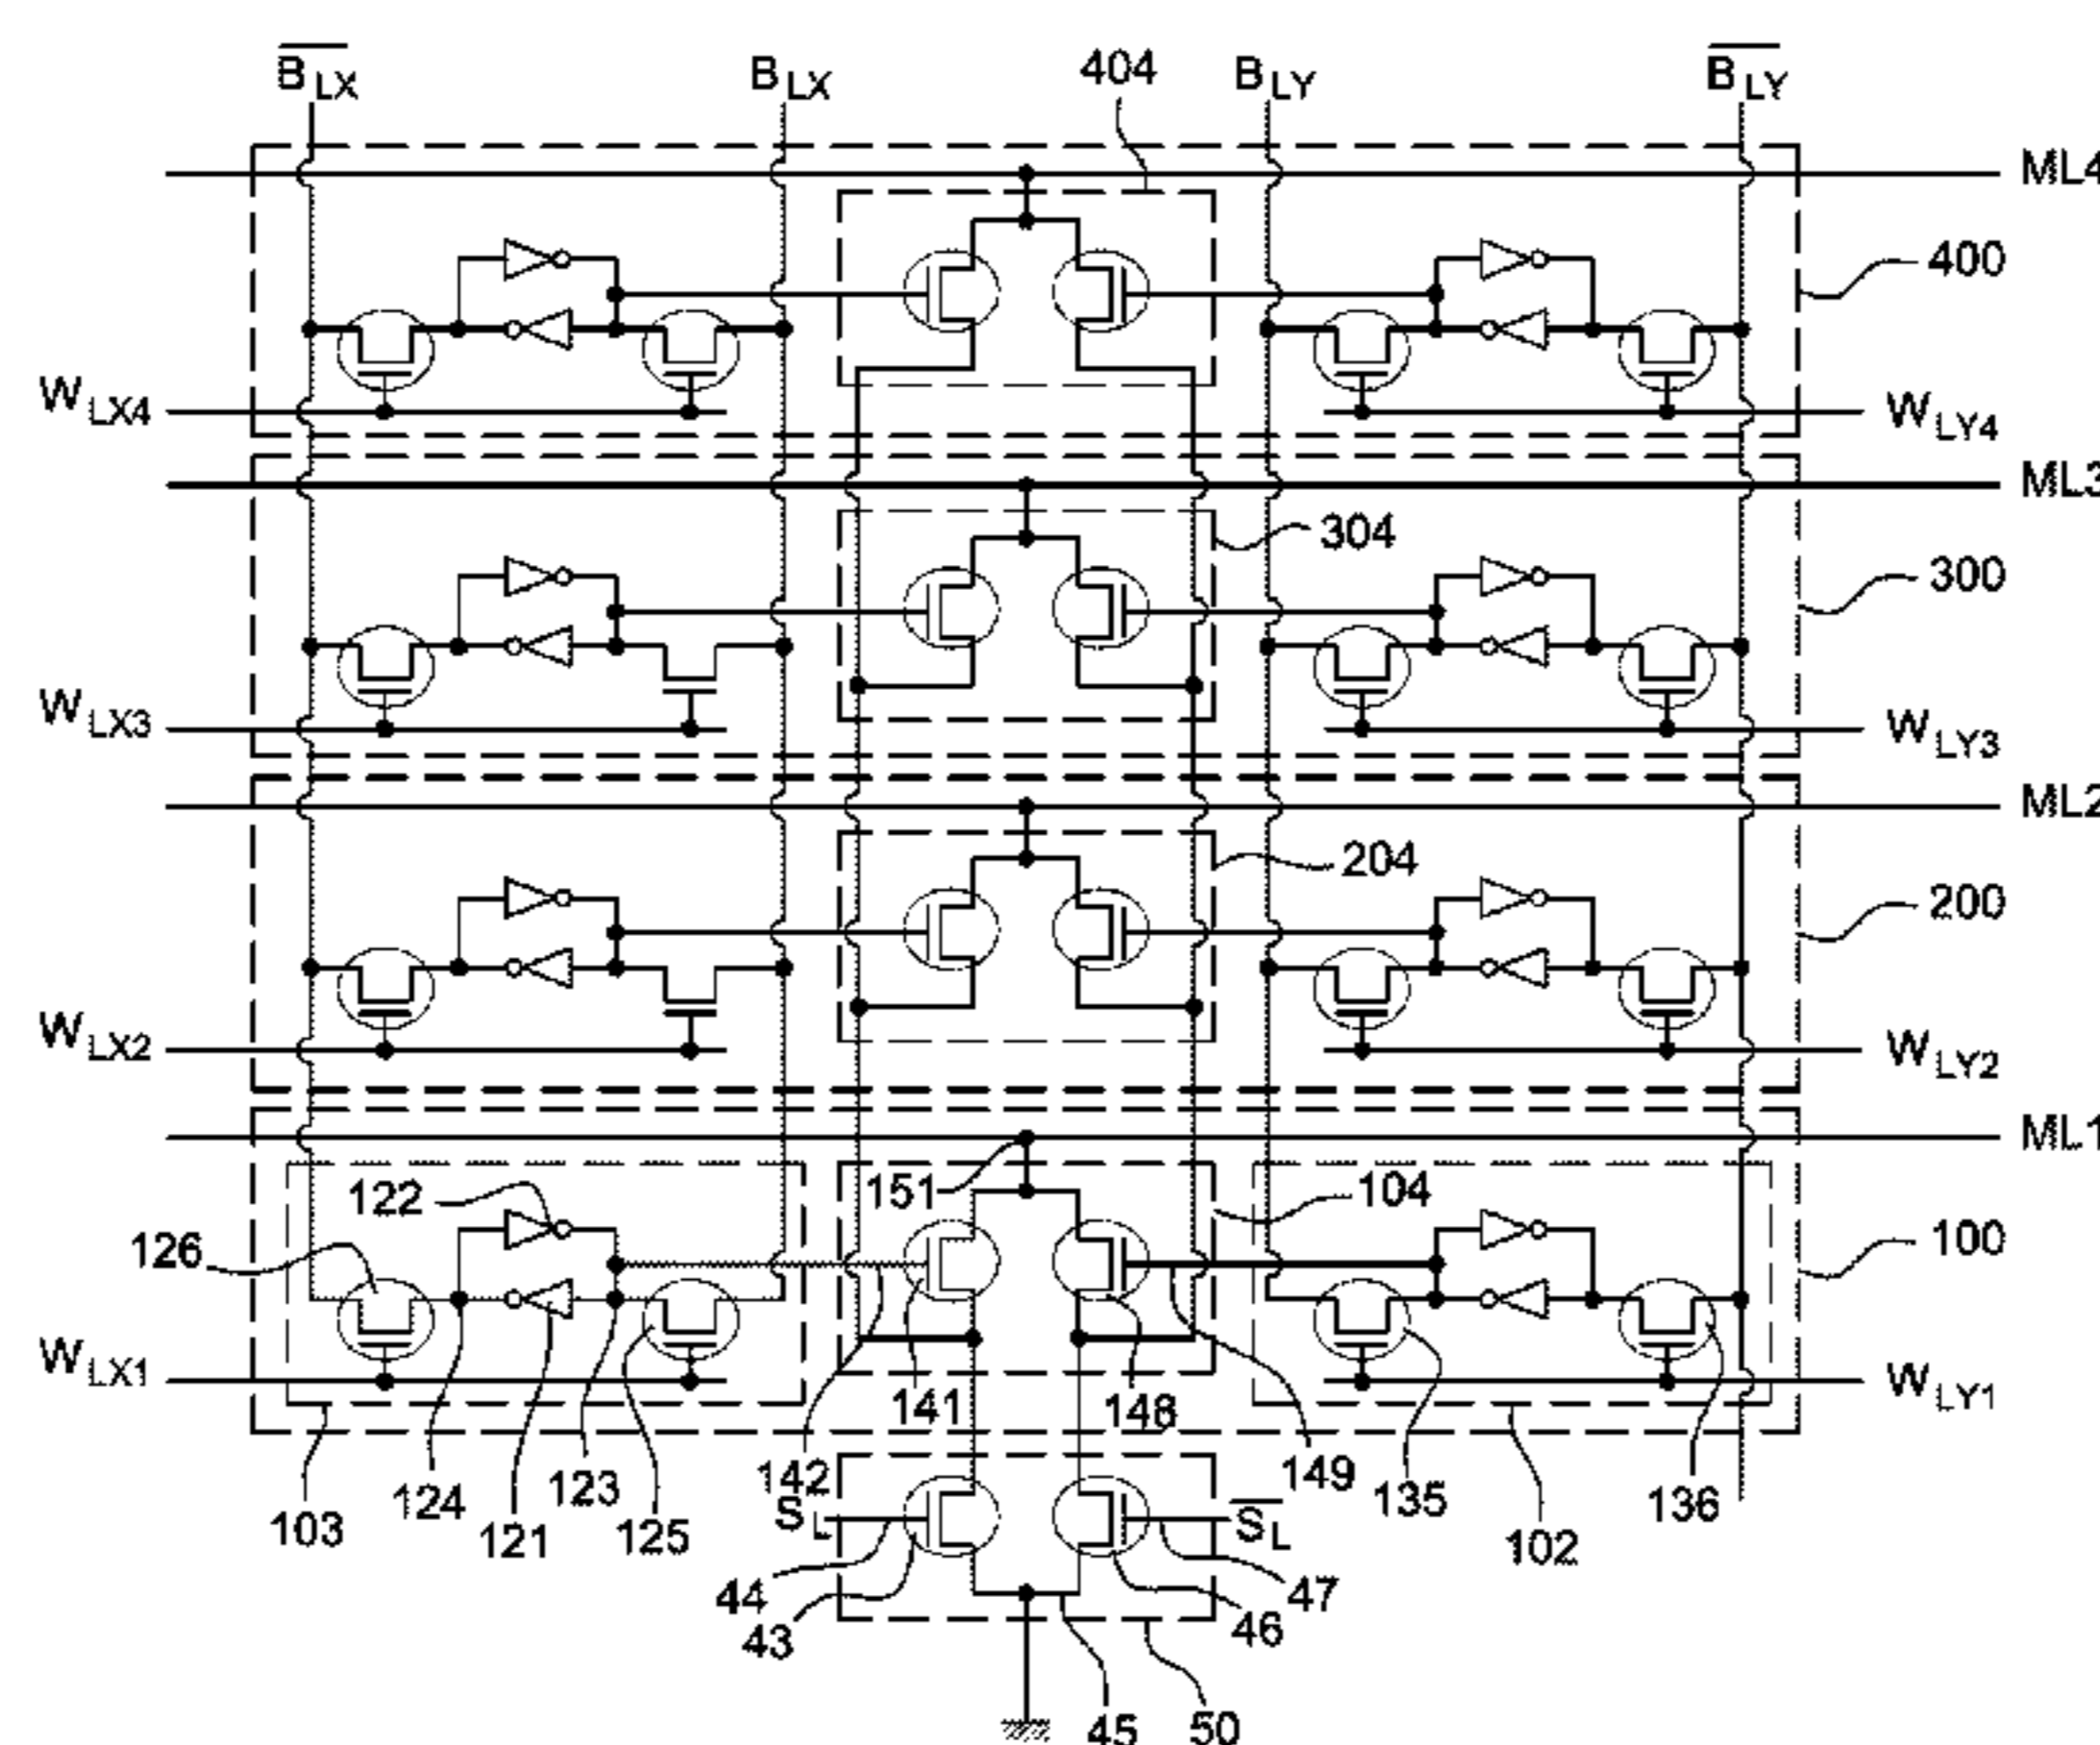 B̅L̅X̅ BLX 404 BLY B̅L̅Y̅
ML4
400
WLX4 WLY4
ML3
304
300
WLX3 WLY3
ML2
204
200
WLX2 WLY2
ML1
151 104
122
126 100
WLX1 141 148 WLY1
142 149
124 123 135 136
103 121 125 SL S̅L̅ 102
44 47
43 46
45 50